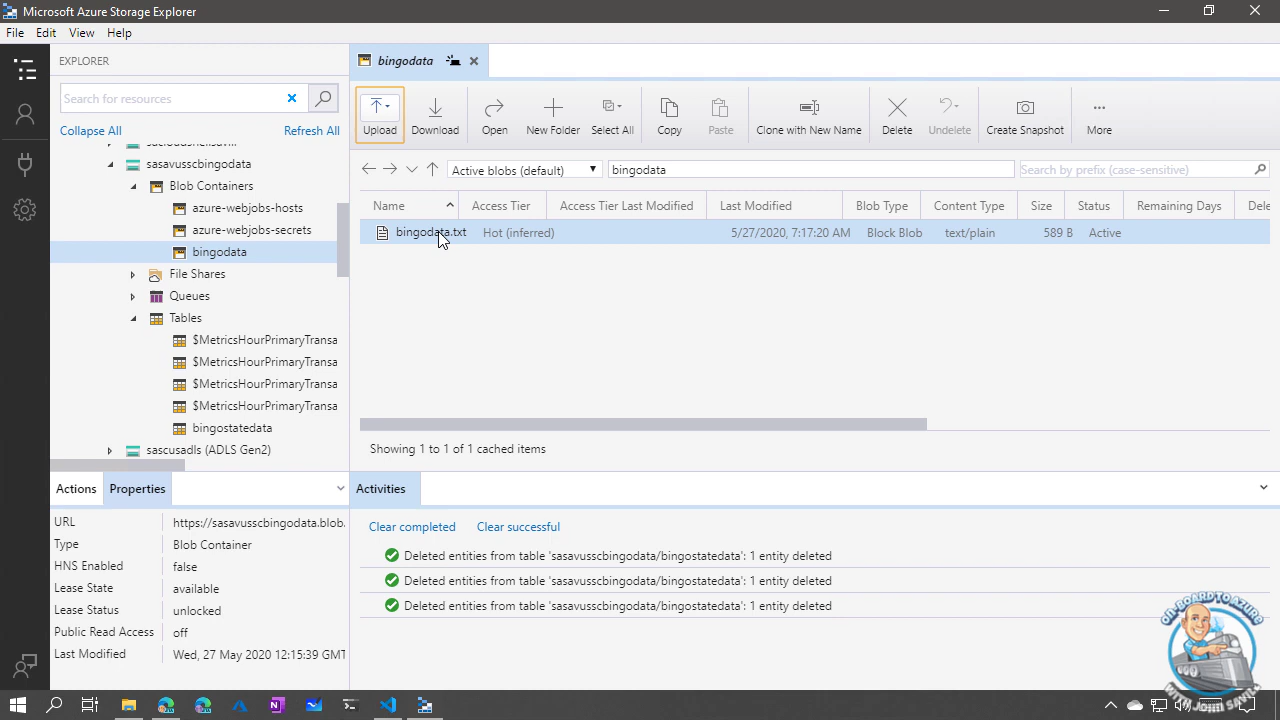 Microsoft Azure Storage Explorer
File Edit View Help
EXPLORER
Search for resources
Collapse All Refresh All
sasavusscbingodata
Blob Containers
azure-webjobs-hosts
azure-webjobs-secrets
bingodata
File Shares
Queues
Tables
$MetricsHourPrimaryTransa
$MetricsHourPrimaryTransa
$MetricsHourPrimaryTransa
$MetricsHourPrimaryTransa
bingostatedata
sascusadls (ADLS Gen2)
Actions Properties
URL https://sasavusscbingodata.blob.
Type Blob Container
HNS Enabled false
Lease State available
Lease Status unlocked
Public Read Access off
Last Modified Wed, 27 May 2020 12:15:39 GMT
bingodata
Upload Download Open New Folder Select All Copy Paste Clone with New Name Delete Undelete Create Snapshot More
Active blobs (default) bingodata Search by prefix (case-sensitive)
Name Access Tier Access Tier Last Modified Last Modified Blob Type Content Type Size Status Remaining Days Dele
bingodata.txt Hot (inferred) 5/27/2020, 7:17:20 AM Block Blob text/plain 589 B Active
Showing 1 to 1 of 1 cached items
Activities
Clear completed Clear successful
Deleted entities from table 'sasavusscbingodata/bingostatedata': 1 entity deleted
Deleted entities from table 'sasavusscbingodata/bingostatedata': 1 entity deleted
Deleted entities from table 'sasavusscbingodata/bingostatedata': 1 entity deleted
ON-BOARD TO AZURE
WITH JOHN SAVILL